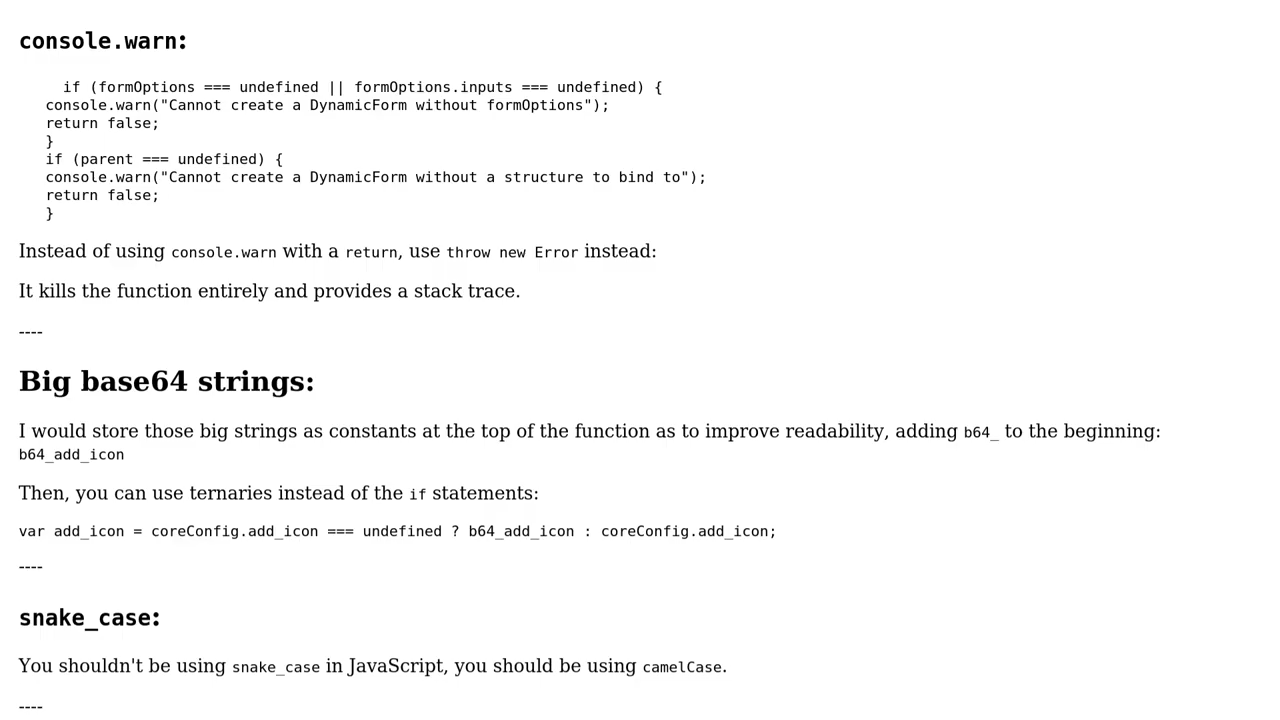 console.warn:
if (formOptions === undefined || formOptions.inputs === undefined) {
console.warn("Cannot create a DynamicForm without formOptions");
return false;
}
if (parent === undefined) {
console.warn("Cannot create a DynamicForm without a structure to bind to");
return false;
}
Instead of using console.warn with a return, use throw new Error instead:
It kills the function entirely and provides a stack trace.
----
Big base64 strings:
I would store those big strings as constants at the top of the function as to improve readability, adding b64_ to the beginning:
b64_add_icon
Then, you can use ternaries instead of the if statements:
var add_icon = coreConfig.add_icon === undefined ? b64_add_icon : coreConfig.add_icon;
----
snake_case:
You shouldn't be using snake_case in JavaScript, you should be using camelCase.
----